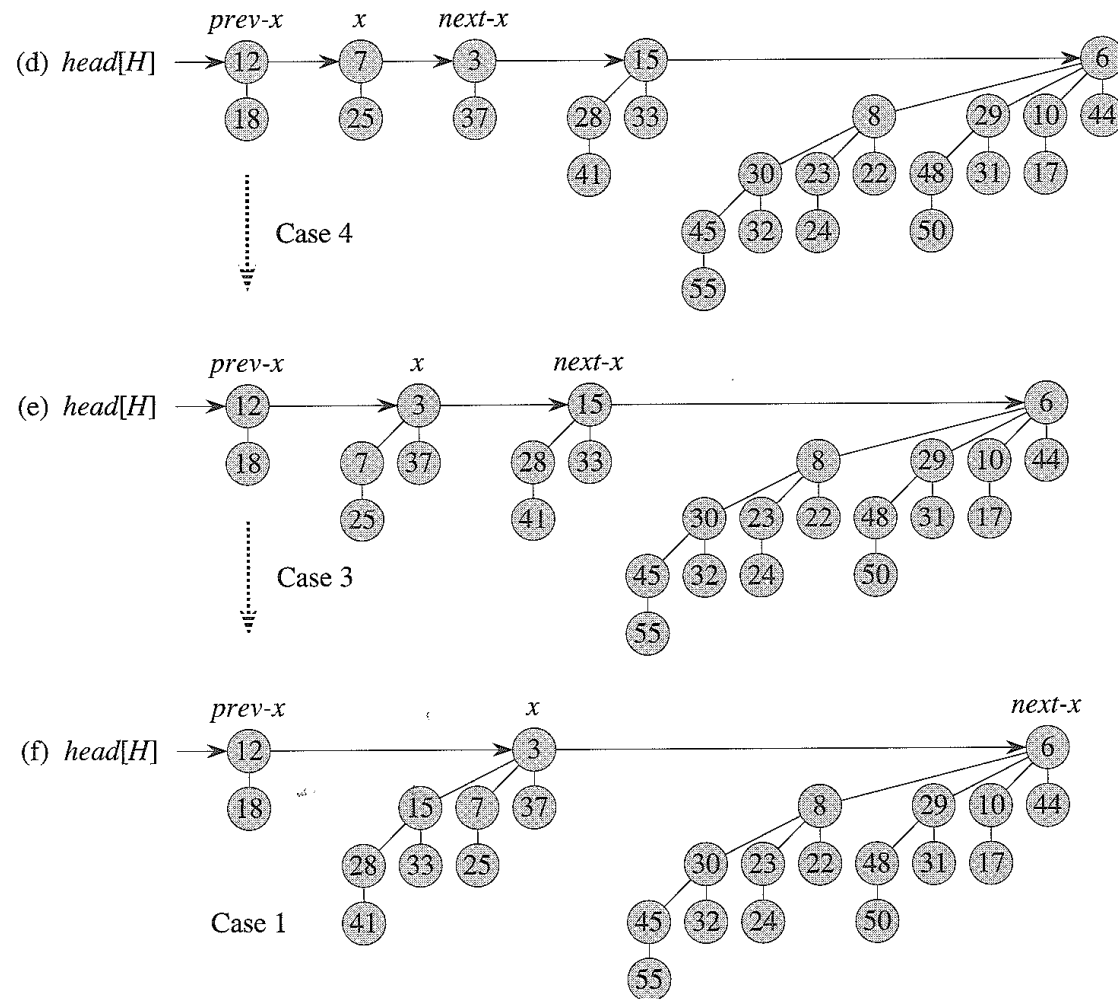 prev-x x next-x
(d) head[H] 12 7 3 15 6
18 25 37 28 33 8 29 10 44
41 30 23 22 48 31 17
Case 4 45 32 24 50
55
prev-x x next-x
(e) head[H] 12 3 15 6
18 7 37 28 33 8 29 10 44
25 41 30 23 22 48 31 17
Case 3 45 32 24 50
55
prev-x x next-x
(f) head[H] 12 3 6
18 15 7 37 8 29 10 44
28 33 25 30 23 22 48 31 17
Case 1 41 45 32 24 50
55